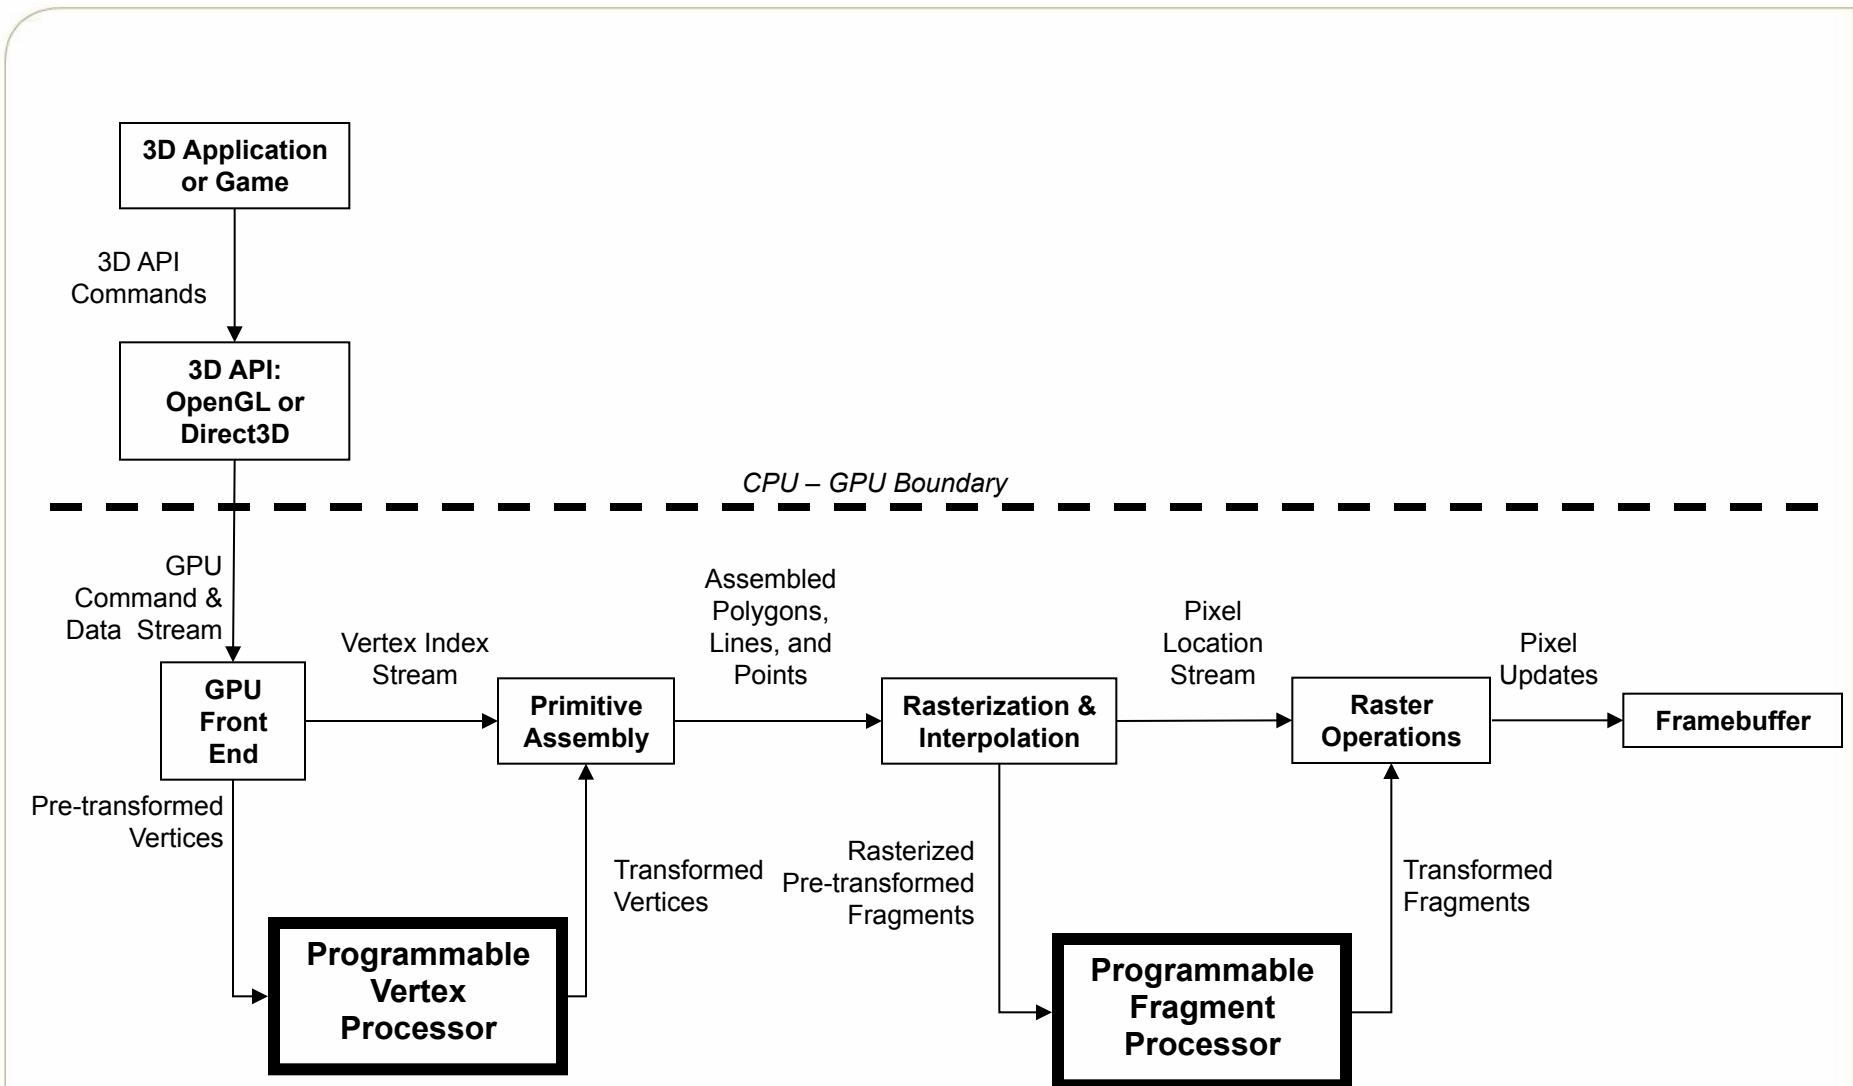 3D Application
or Game
3D API
Commands
3D API:
OpenGL or
Direct3D
CPU – GPU Boundary
GPU
Command &
Data Stream
Vertex Index
Stream
Assembled
Polygons,
Lines, and
Points
Pixel
Location
Stream
Pixel
Updates
GPU
Front
End
Primitive
Assembly
Rasterization &
Interpolation
Raster
Operations
Framebuffer
Pre-transformed
Vertices
Transformed
Vertices
Rasterized
Pre-transformed
Fragments
Transformed
Fragments
Programmable
Vertex
Processor
Programmable
Fragment
Processor